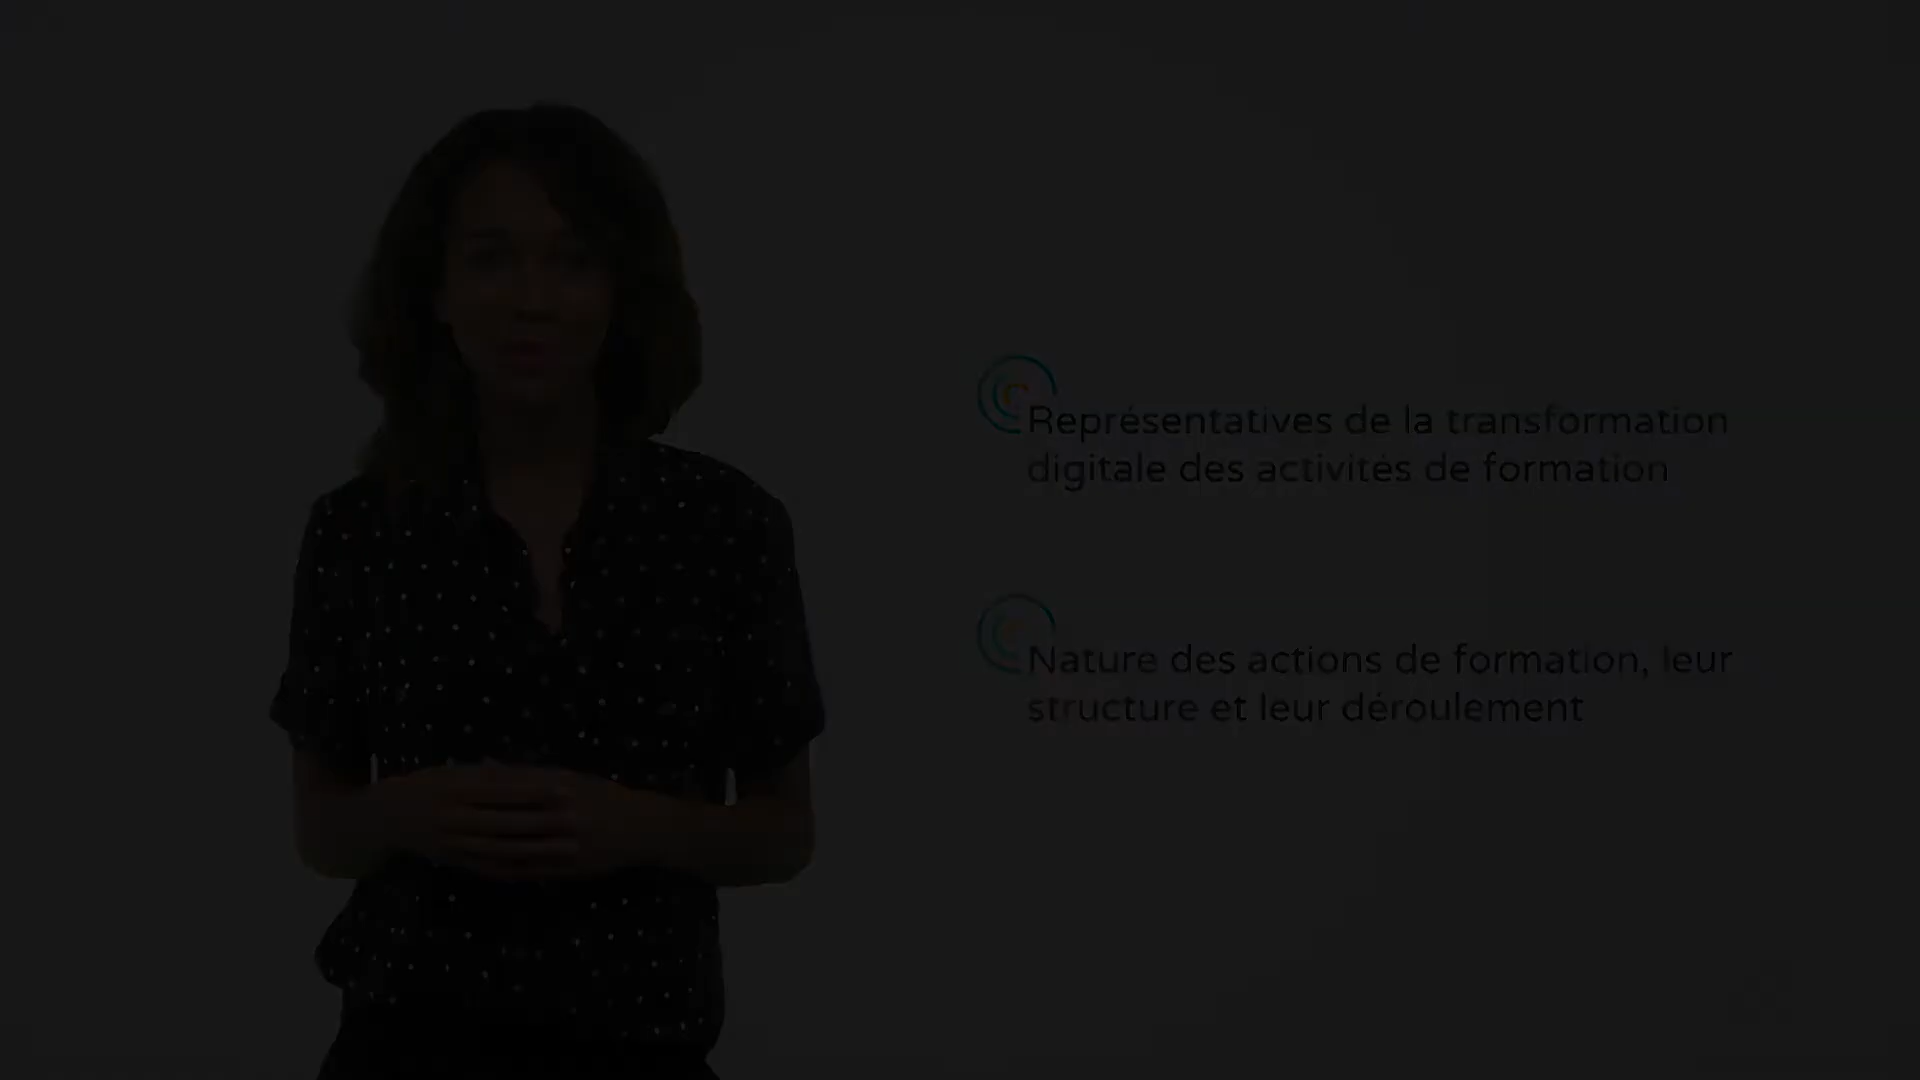 Représentatives de la transformation
digitale des activités de formation
Nature des actions de formation, leur
structure et leur déroulement